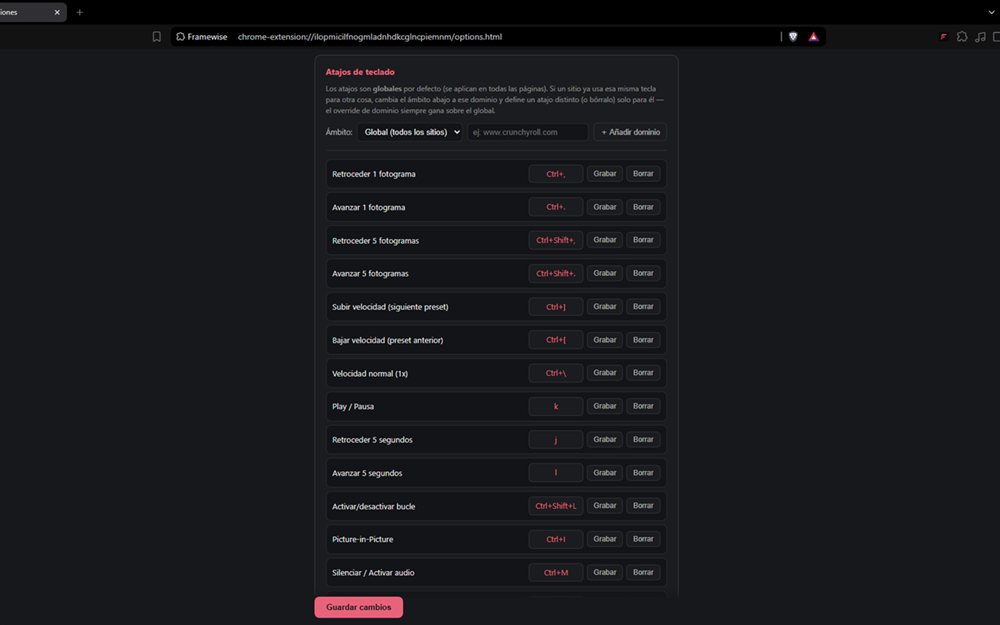 iones
Framewise
chrome-extension://ilopmicilfnogmladnhdkcglncpiemnm/options.html
Atajos de teclado
Los atajos son globales por defecto (se aplican en todas las páginas). Si un sitio ya usa esa misma tecla
para otra cosa, cambia el ámbito abajo a ese dominio y define un atajo distinto (o bórralo) solo para él —
el override de dominio siempre gana sobre el global.
Ámbito: Global (todos los sitios) ej. www.crunchyroll.com + Añadir dominio
Retroceder 1 fotograma Ctrl+, Grabar Borrar
Avanzar 1 fotograma Ctrl+. Grabar Borrar
Retroceder 5 fotogramas Ctrl+Shift+, Grabar Borrar
Avanzar 5 fotogramas Ctrl+Shift+. Grabar Borrar
Subir velocidad (siguiente preset) Ctrl+] Grabar Borrar
Bajar velocidad (preset anterior) Ctrl+[ Grabar Borrar
Velocidad normal (1x) Ctrl+\ Grabar Borrar
Play / Pausa k Grabar Borrar
Retroceder 5 segundos j Grabar Borrar
Avanzar 5 segundos l Grabar Borrar
Activar/desactivar bucle Ctrl+Shift+L Grabar Borrar
Picture-in-Picture Ctrl+I Grabar Borrar
Silenciar / Activar audio Ctrl+M Grabar Borrar
Guardar cambios